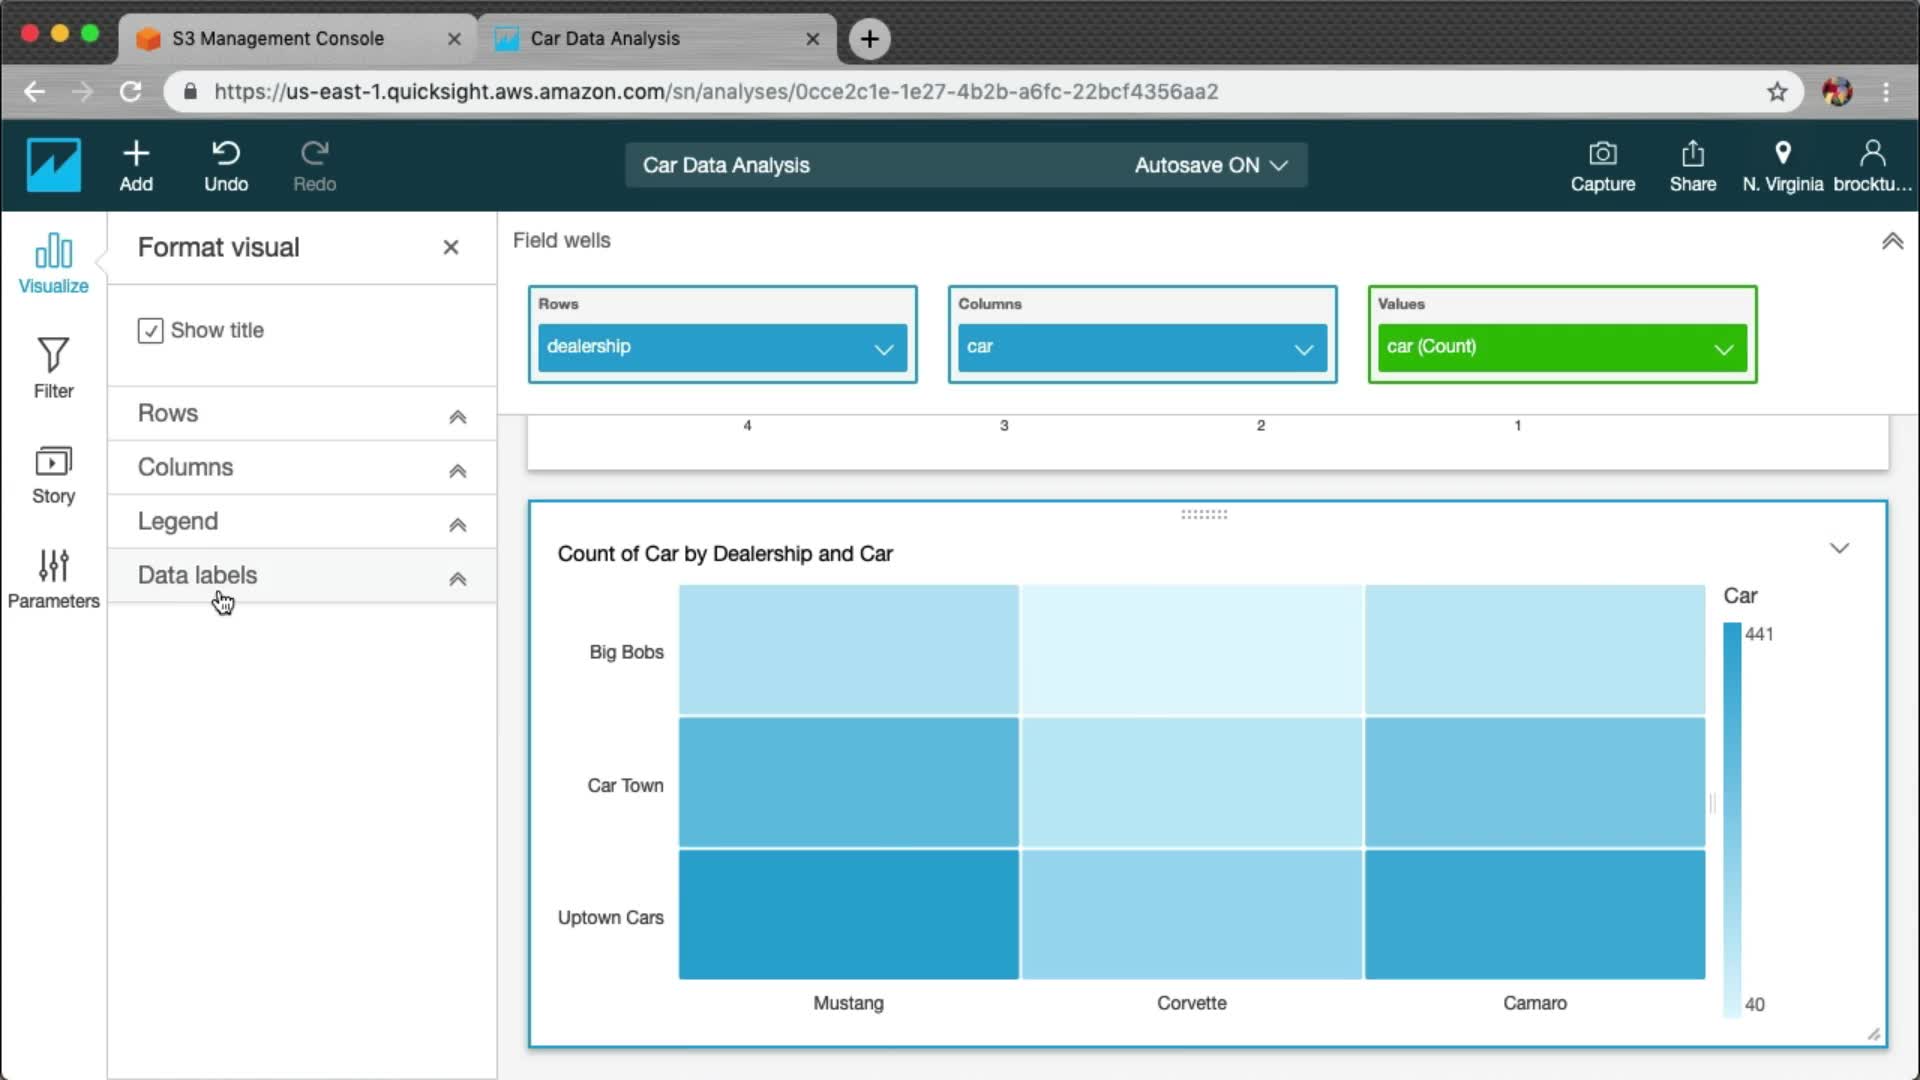 S3 Management Console
Car Data Analysis
https://us-east-1.quicksight.aws.amazon.com/sn/analyses/0cce2c1e-1e27-4b2b-a6fc-22bcf4356aa2
Add
Undo
Redo
Car Data Analysis
Autosave ON
Capture
Share
N. Virginia
brocktu...
Visualize
Filter
Story
Parameters
Format visual
Show title
Rows
Columns
Legend
Data labels
Field wells
Rows
dealership
Columns
car
Values
car (Count)
4
3
2
1
Count of Car by Dealership and Car
Big Bobs
Car Town
Uptown Cars
Mustang
Corvette
Camaro
Car
441
40